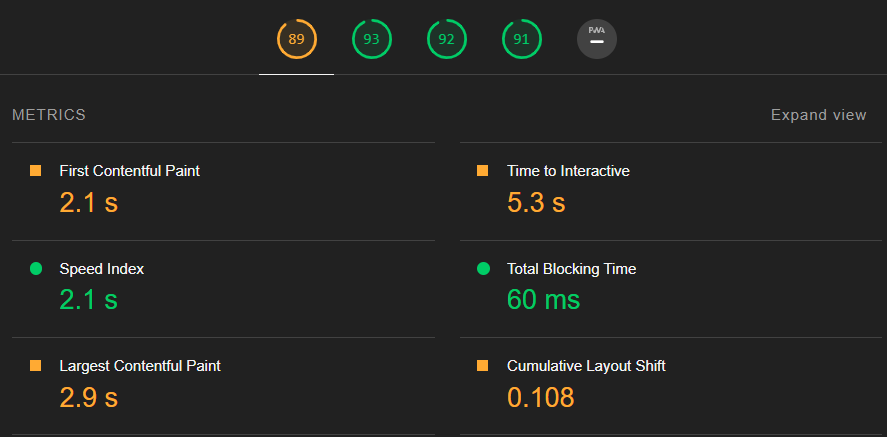 89 93 92 91 PWA
METRICS Expand view
First Contentful Paint
2.1 s
Time to Interactive
5.3 s
Speed Index
2.1 s
Total Blocking Time
60 ms
Largest Contentful Paint
2.9 s
Cumulative Layout Shift
0.108